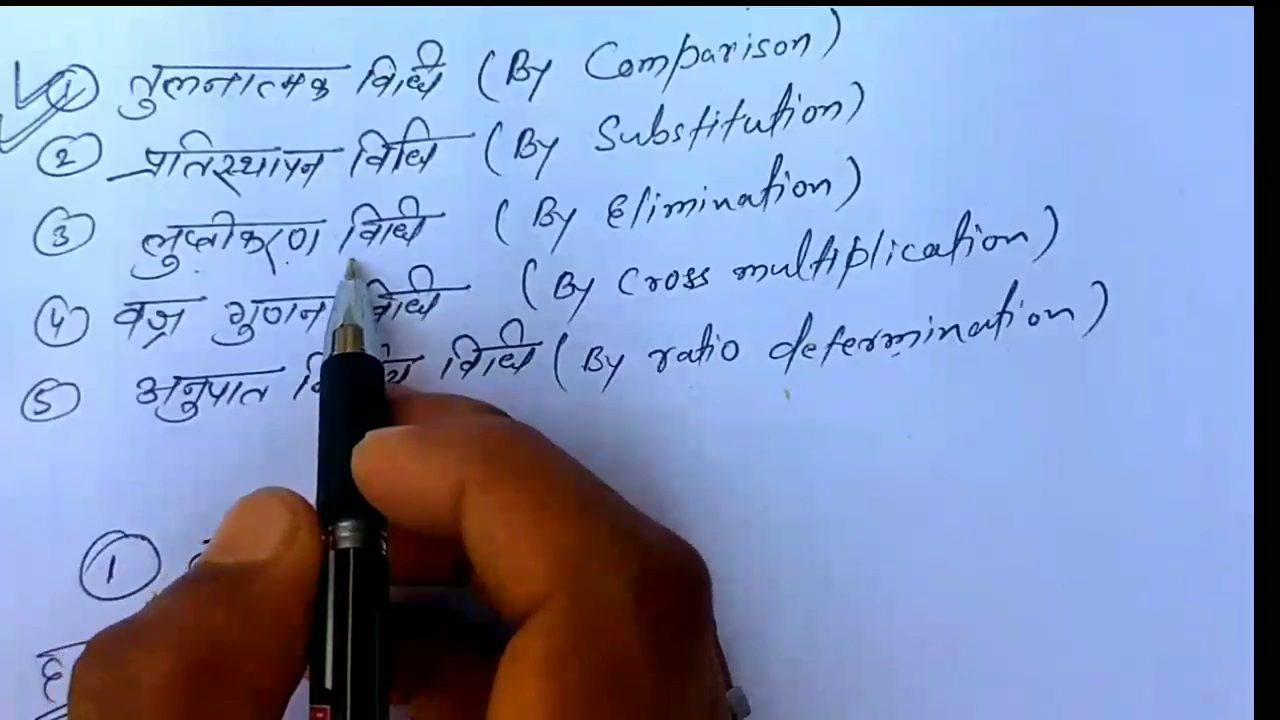 ① तुलनात्मक विधि (By Comparison)
② प्रतिस्थापन विधि (By Substitution)
③ लुप्तीकरण विधि (By Elimination)
④ वज्र गुणन विधि (By Cross multiplication)
⑤ अनुपात विधि (By ratio determination)
①